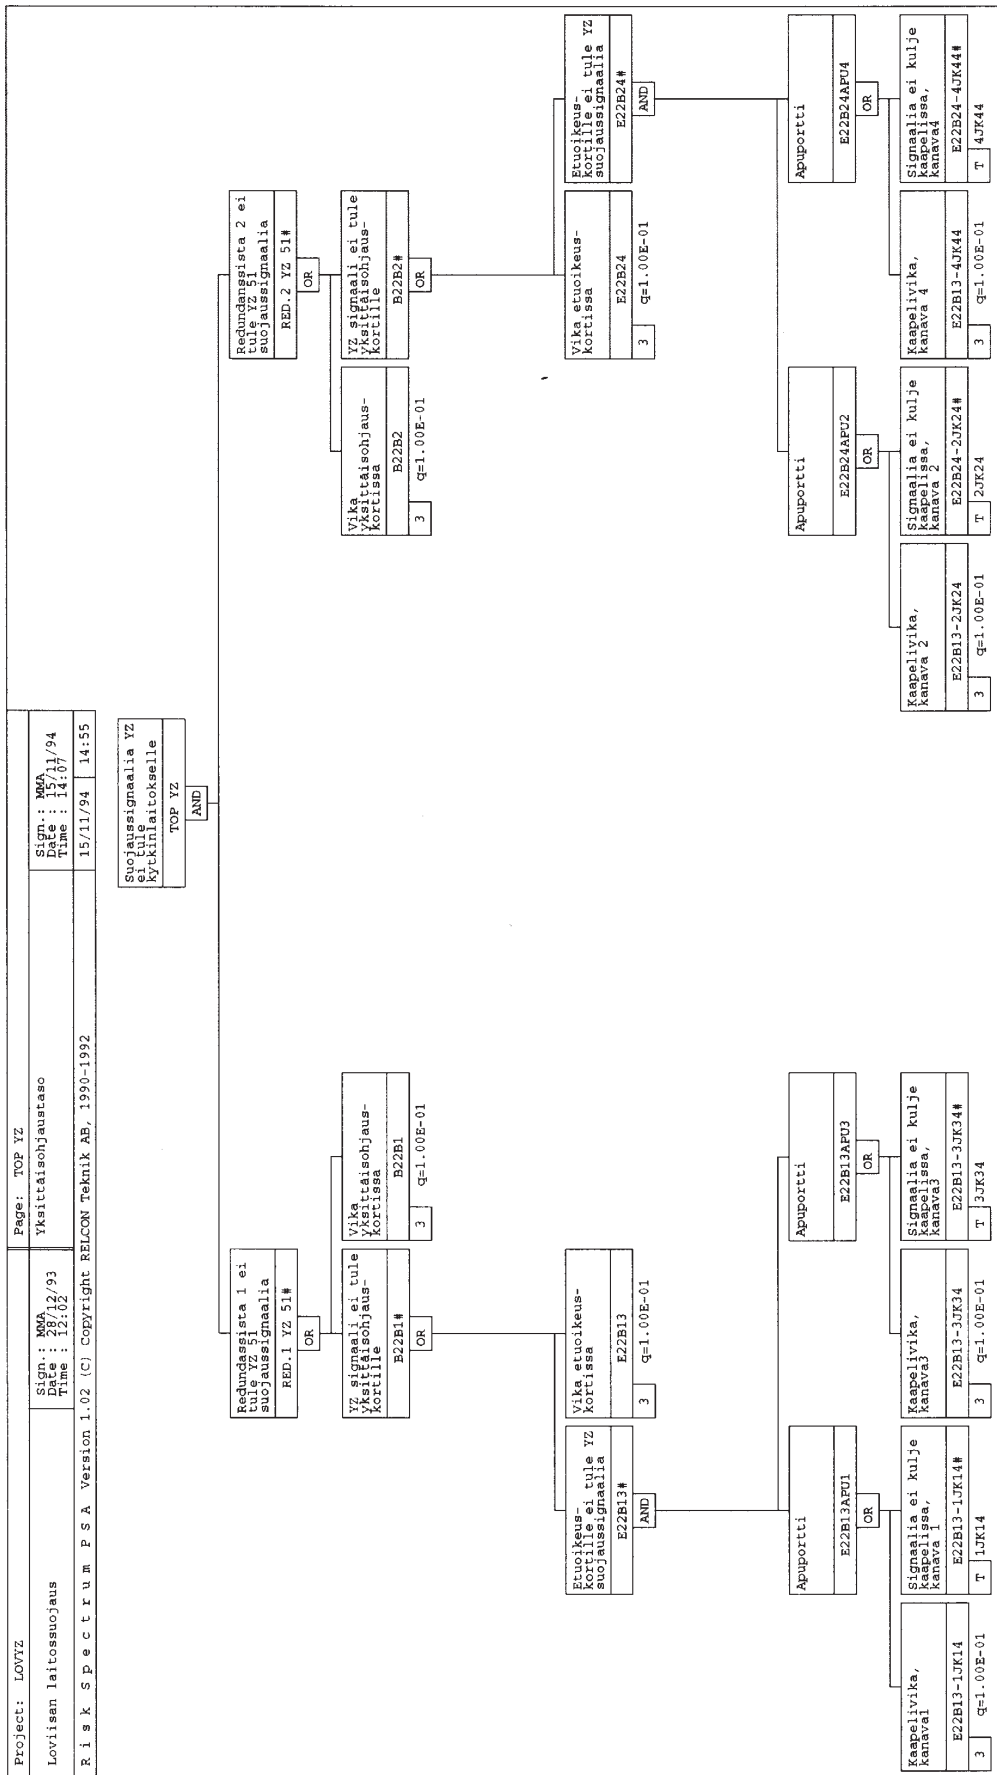 Project: LOVYZ
Page: TOP YZ
Loviisan laitossuojaus
Sign.: MMA
Date : 28/12/93
Time : 12:02
Yksittäisohjaustaso
Sign.: MMA
Date : 15/11/94
Time : 14:07
Risk Spectrum PSA Version 1.02 (C) Copyright RELCON Teknik AB, 1990-1992
15/11/94 14:55
Suojaussignaalia YZ
ei tule
kytkinlaitokselle
TOP YZ
AND
Redundassista 1 ei
tule YZ 51
suojaussignaalia
RED.1 YZ 51#
OR
Redundanssista 2 ei
tule YZ 51
suojaussignaalia
RED.2 YZ 51#
OR
YZ signaali ei tule
yksittäisohjaus-
kortille
B22B1#
OR
Vika
yksittäisohjaus-
kortissa
B22B1
3 q=1.00E-01
Vika
yksittäisohjaus-
kortissa
B22B2
3 q=1.00E-01
YZ signaali ei tule
yksittäisohjaus-
kortille
B22B2#
OR
Etuoikeus-
kortille ei tule YZ
suojaussignaalia
E22B13#
AND
Vika etuoikeus-
kortissa
E22B13
3 q=1.00E-01
Vika etuoikeus-
kortissa
E22B24
3 q=1.00E-01
Etuoikeus-
kortille ei tule YZ
suojaussignaalia
E22B24#
AND
Apuportti
E22B13APU1
OR
Apuportti
E22B13APU3
OR
Apuportti
E22B24APU2
OR
Apuportti
E22B24APU4
OR
Kaapelivika,
kanava1
E22B13-1JK14
3 q=1.00E-01
Signaalia ei kulje
kaapelissa,
kanava 1
E22B13-1JK14#
T 1JK14
Kaapelivika,
kanava3
E22B13-3JK34
3 q=1.00E-01
Signaalia ei kulje
kaapelissa,
kanava3
E22B13-3JK34#
T 3JK34
Kaapelivika,
kanava 2
E22B13-2JK24
3 q=1.00E-01
Signaalia ei kulje
kaapelissa,
kanava 2
E22B24-2JK24#
T 2JK24
Kaapelivika,
kanava 4
E22B13-4JK44
3 q=1.00E-01
Signaalia ei kulje
kaapelissa,
kanava4
E22B24-4JK44#
T 4JK44